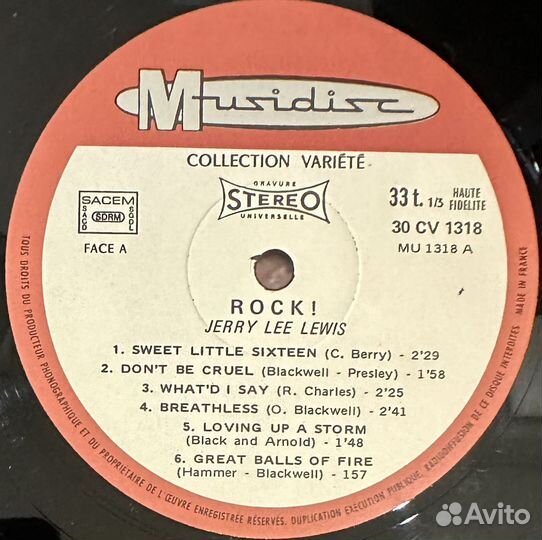 Musidisc
COLLECTION VARIÉTÉ
GRAVURE
STEREO
UNIVERSELLE
SACEM
SACD
SDRM
SGDL
FACE A
33 t. 1/3 HAUTE FIDELITE
30 CV 1318
MU 1318 A
ROCK!
JERRY LEE LEWIS
1. SWEET LITTLE SIXTEEN (C. Berry) - 2'29
2. DON'T BE CRUEL (Blackwell - Presley) - 1'58
3. WHAT'D I SAY (R. Charles) - 2'25
4. BREATHLESS (O. Blackwell) - 2'41
5. LOVING UP A STORM
(Black and Arnold) - 1'48
6. GREAT BALLS OF FIRE
(Hammer - Blackwell) - 157
TOUS DROITS DU PRODUCTEUR PHONOGRAPHIQUE ET DU PROPRIETAIRE DE L'ŒUVRE ENREGISTRÉE RÉSERVÉS. DUPLICATION EXÉCUTION PUBLIQUE RADIODIFFUSION DE CE DISQUE INTERDITES - MADE IN FRANCE
Avito